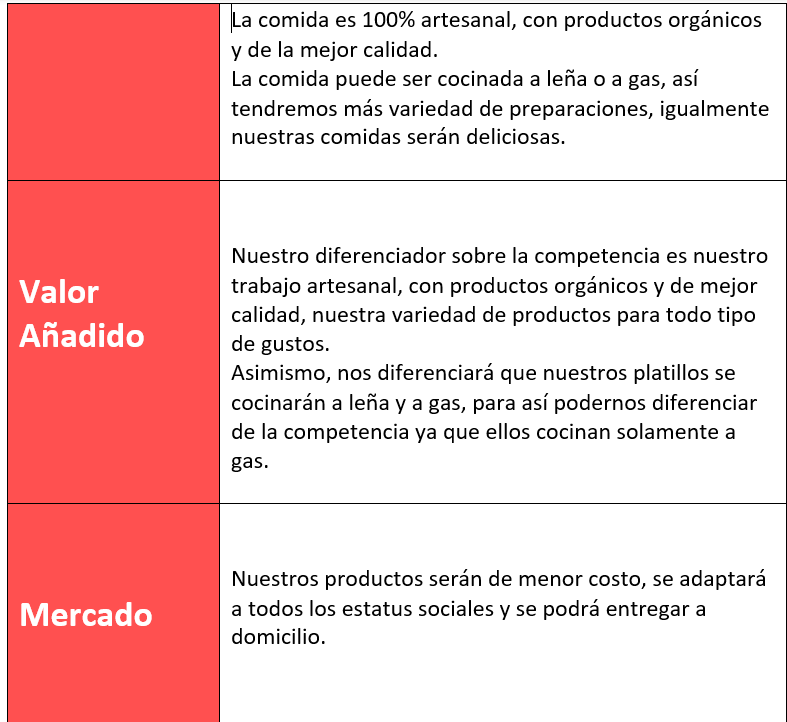 La comida es 100% artesanal, con productos orgánicos
y de la mejor calidad.
La comida puede ser cocinada a leña o a gas, así
tendremos más variedad de preparaciones, igualmente
nuestras comidas serán deliciosas.
Valor
Añadido
Nuestro diferenciador sobre la competencia es nuestro
trabajo artesanal, con productos orgánicos y de mejor
calidad, nuestra variedad de productos para todo tipo
de gustos.
Asimismo, nos diferenciará que nuestros platillos se
cocinarán a leña y a gas, para así podernos diferenciar
de la competencia ya que ellos cocinan solamente a
gas.
Mercado
Nuestros productos serán de menor costo, se adaptará
a todos los estatus sociales y se podrá entregar a
domicilio.